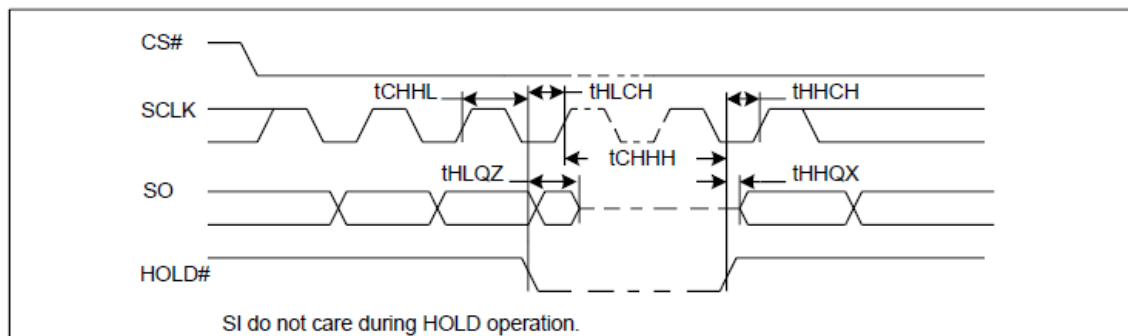 CS#
tCHHL tHLCH tHHCH
SCLK
tCHHH
tHLQZ tHHQX
SO
HOLD#
SI do not care during HOLD operation.